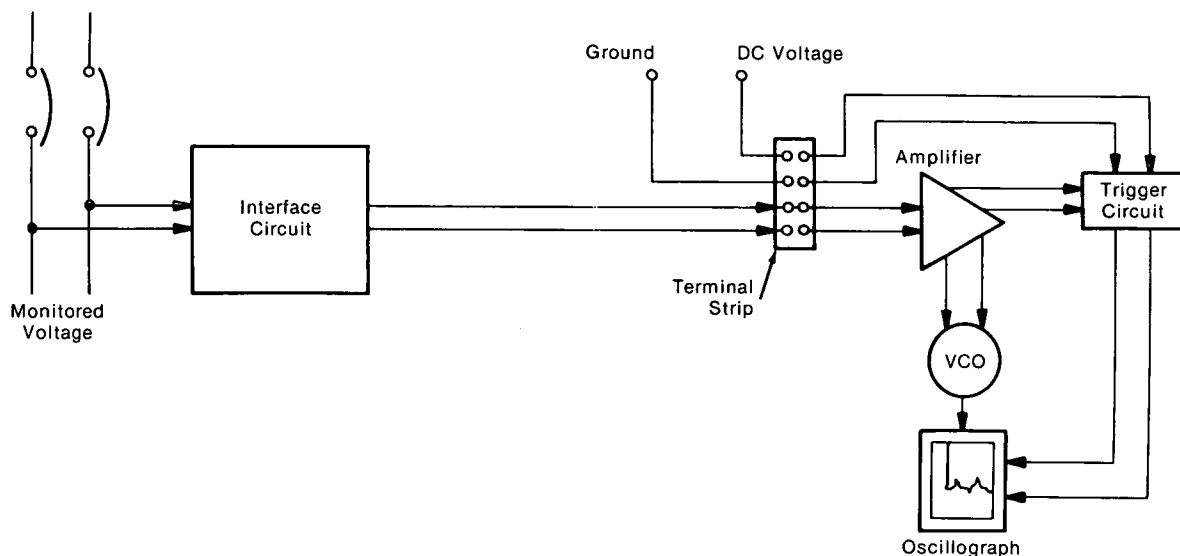 Ground
DC Voltage
Amplifier
Interface
Circuit
Trigger
Circuit
Terminal
Strip
Monitored
Voltage
VCO
Oscillograph